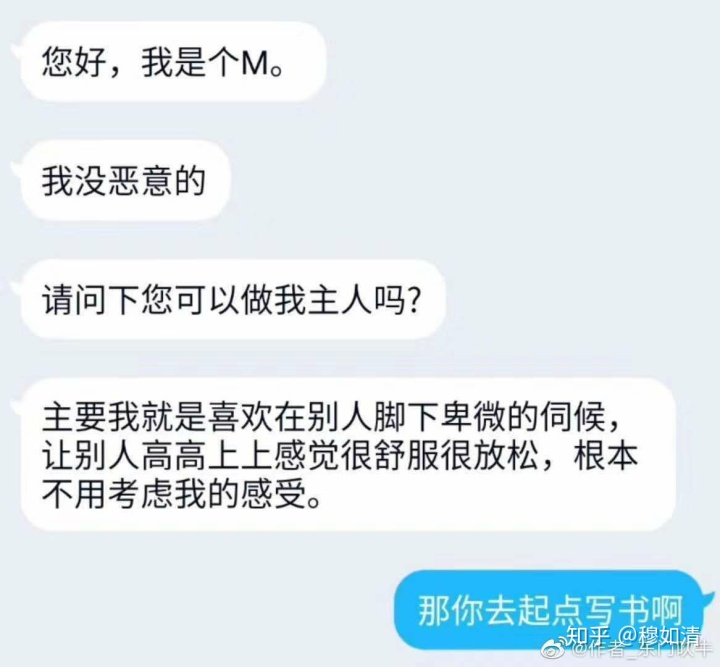 您好，我是个M。
我没恶意的
请问下您可以做我主人吗?
主要我就是喜欢在别人脚下卑微的伺候，
让别人高高上上感觉很舒服很放松，根本
不用考虑我的感受。
那你去起点写书啊
知乎 @穆如清
@作者_东门吹牛